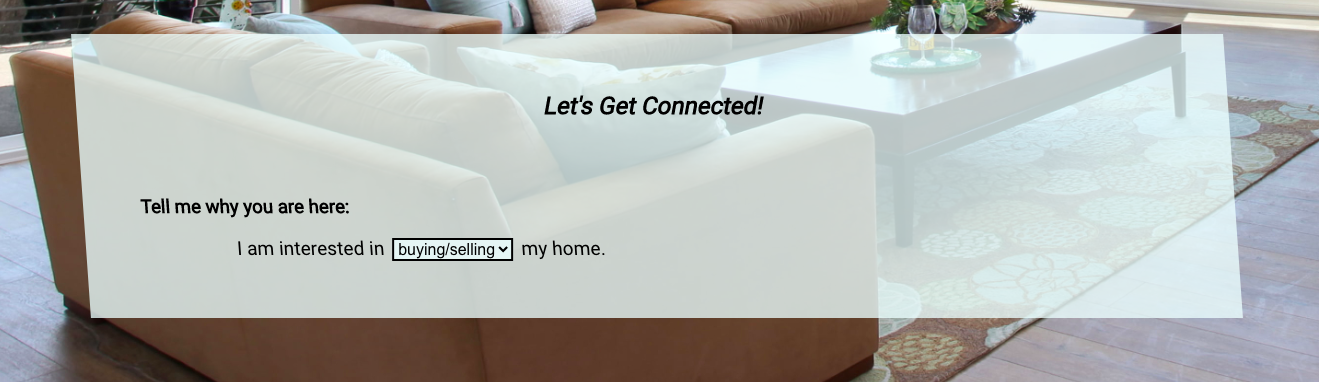 Let's Get Connected!
Tell me why you are here:
I am interested in buying/selling my home.